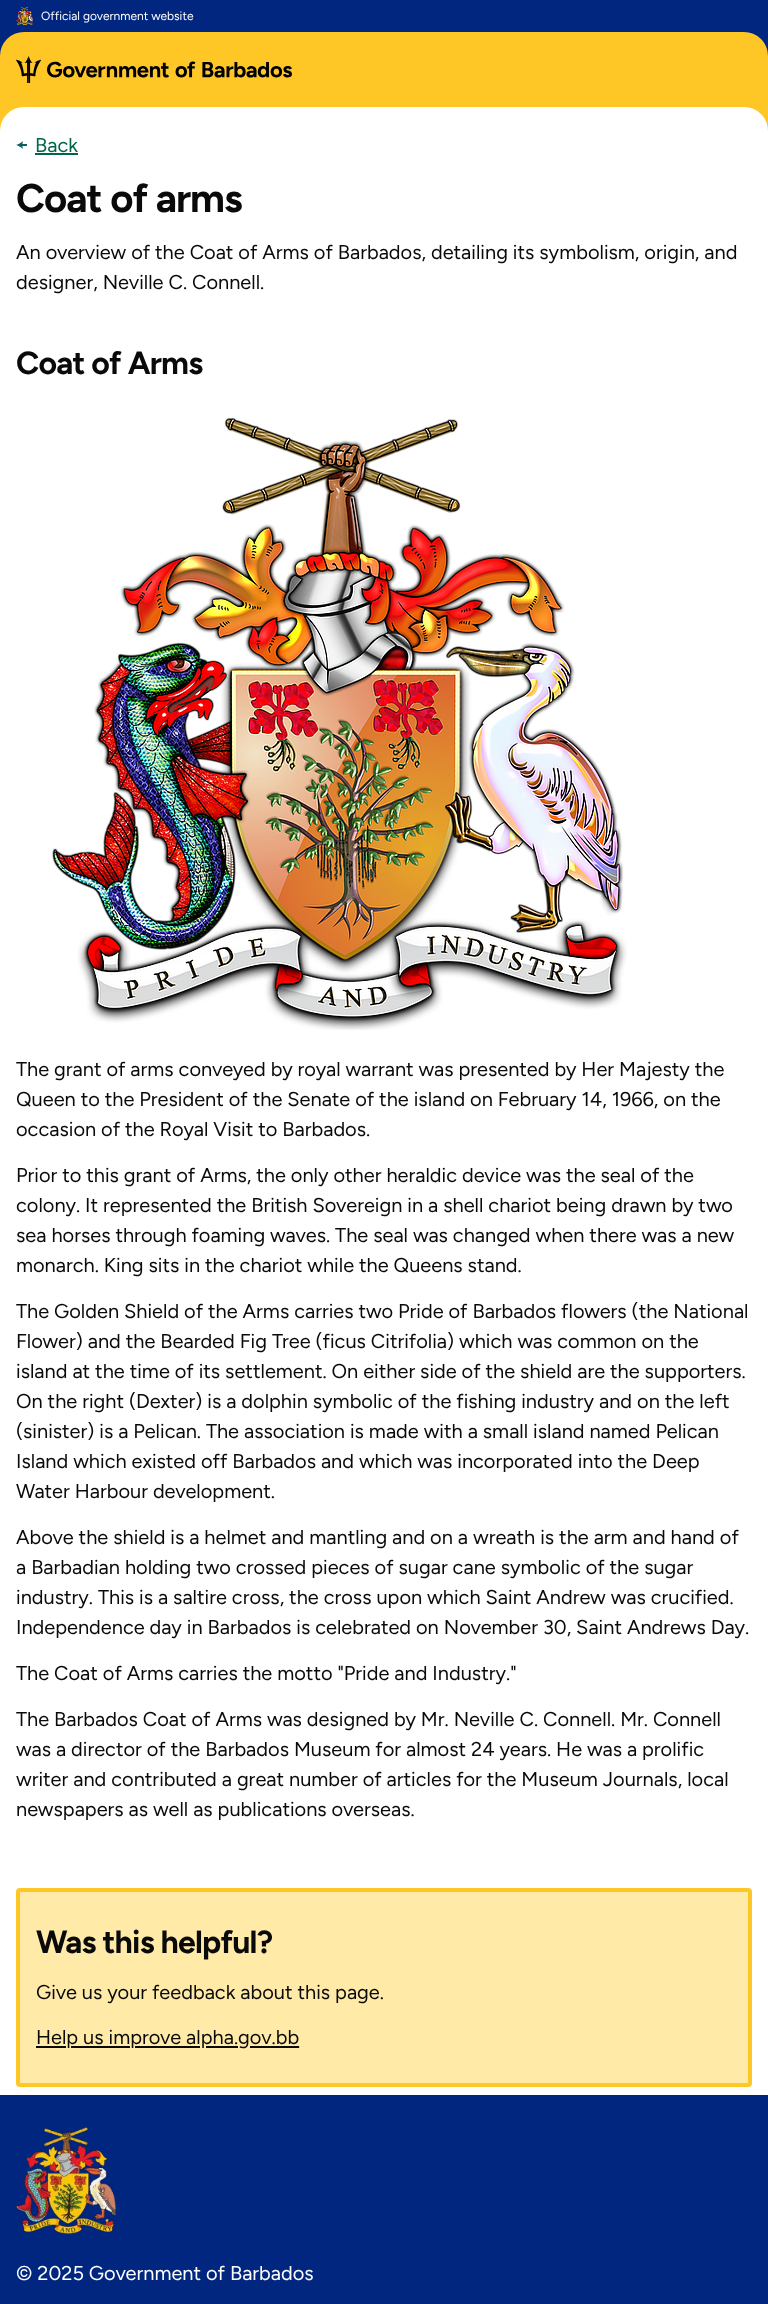 Official government website
Government of Barbados
Back
Coat of arms
An overview of the Coat of Arms of Barbados, detailing its symbolism, origin, and
designer, Neville C. Connell.
Coat of Arms
PRIDE AND INDUSTRY
The grant of arms conveyed by royal warrant was presented by Her Majesty the
Queen to the President of the Senate of the island on February 14, 1966, on the
occasion of the Royal Visit to Barbados.
Prior to this grant of Arms, the only other heraldic device was the seal of the
colony. It represented the British Sovereign in a shell chariot being drawn by two
sea horses through foaming waves. The seal was changed when there was a new
monarch. King sits in the chariot while the Queens stand.
The Golden Shield of the Arms carries two Pride of Barbados flowers (the National
Flower) and the Bearded Fig Tree (ficus Citrifolia) which was common on the
island at the time of its settlement. On either side of the shield are the supporters.
On the right (Dexter) is a dolphin symbolic of the fishing industry and on the left
(sinister) is a Pelican. The association is made with a small island named Pelican
Island which existed off Barbados and which was incorporated into the Deep
Water Harbour development.
Above the shield is a helmet and mantling and on a wreath is the arm and hand of
a Barbadian holding two crossed pieces of sugar cane symbolic of the sugar
industry. This is a saltire cross, the cross upon which Saint Andrew was crucified.
Independence day in Barbados is celebrated on November 30, Saint Andrews Day.
The Coat of Arms carries the motto "Pride and Industry."
The Barbados Coat of Arms was designed by Mr. Neville C. Connell. Mr. Connell
was a director of the Barbados Museum for almost 24 years. He was a prolific
writer and contributed a great number of articles for the Museum Journals, local
newspapers as well as publications overseas.
Was this helpful?
Give us your feedback about this page.
Help us improve alpha.gov.bb
PRIDE AND INDUSTRY
© 2025 Government of Barbados